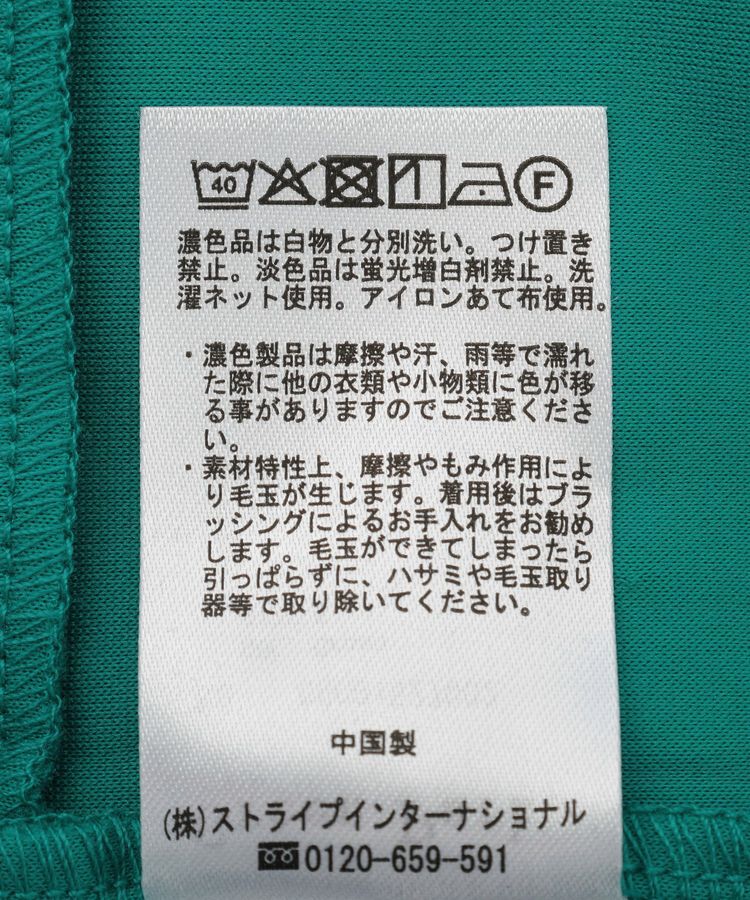 40 F
濃色品は白物と分別洗い。つけ置き
禁止。淡色品は蛍光増白剤禁止。洗
濯ネット使用。アイロンあて布使用。
・濃色製品は摩擦や汗、雨等で濡れ
た際に他の衣類や小物類に色が移
る事がありますのでご注意くださ
い。
・素材特性上、摩擦やもみ作用によ
り毛玉が生じます。着用後はブラ
ッシングによるお手入れをお勧め
します。毛玉ができてしまったら
引っぱらずに、ハサミや毛玉取り
器等で取り除いてください。
中国製
(株)ストライプインターナショナル
0120-659-591